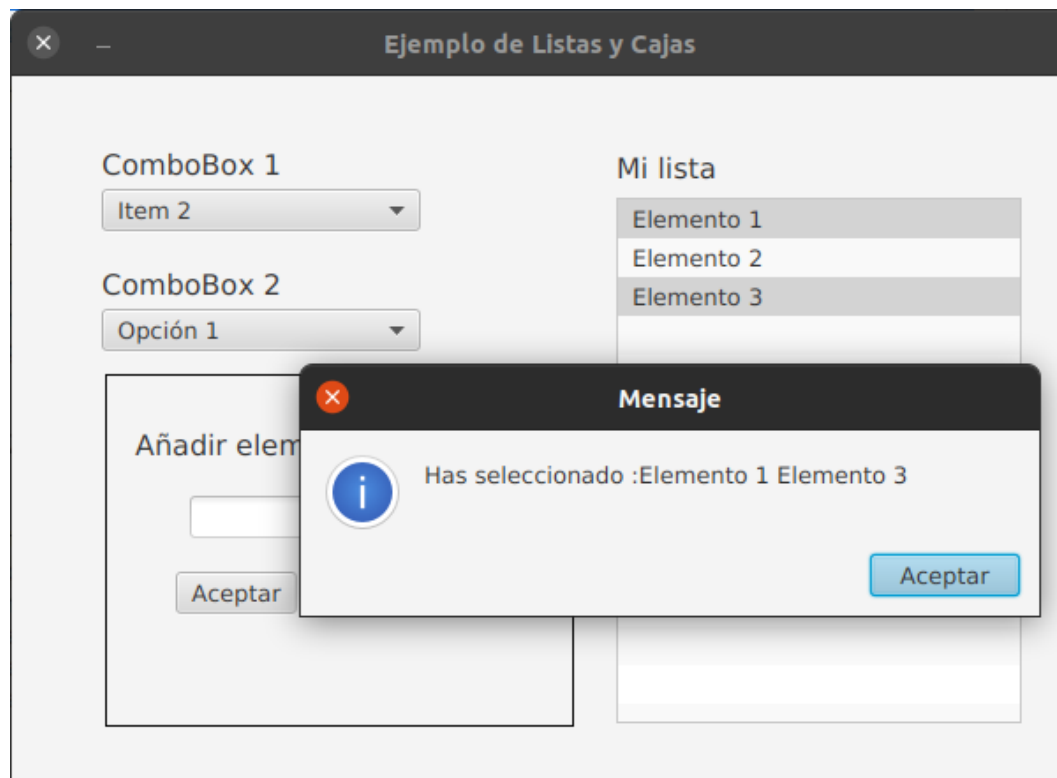 Ejemplo de Listas y Cajas
ComboBox 1
Item 2
ComboBox 2
Opción 1
Añadir elem
Aceptar
Mi lista
Elemento 1
Elemento 2
Elemento 3
Mensaje
Has seleccionado :Elemento 1 Elemento 3
Aceptar